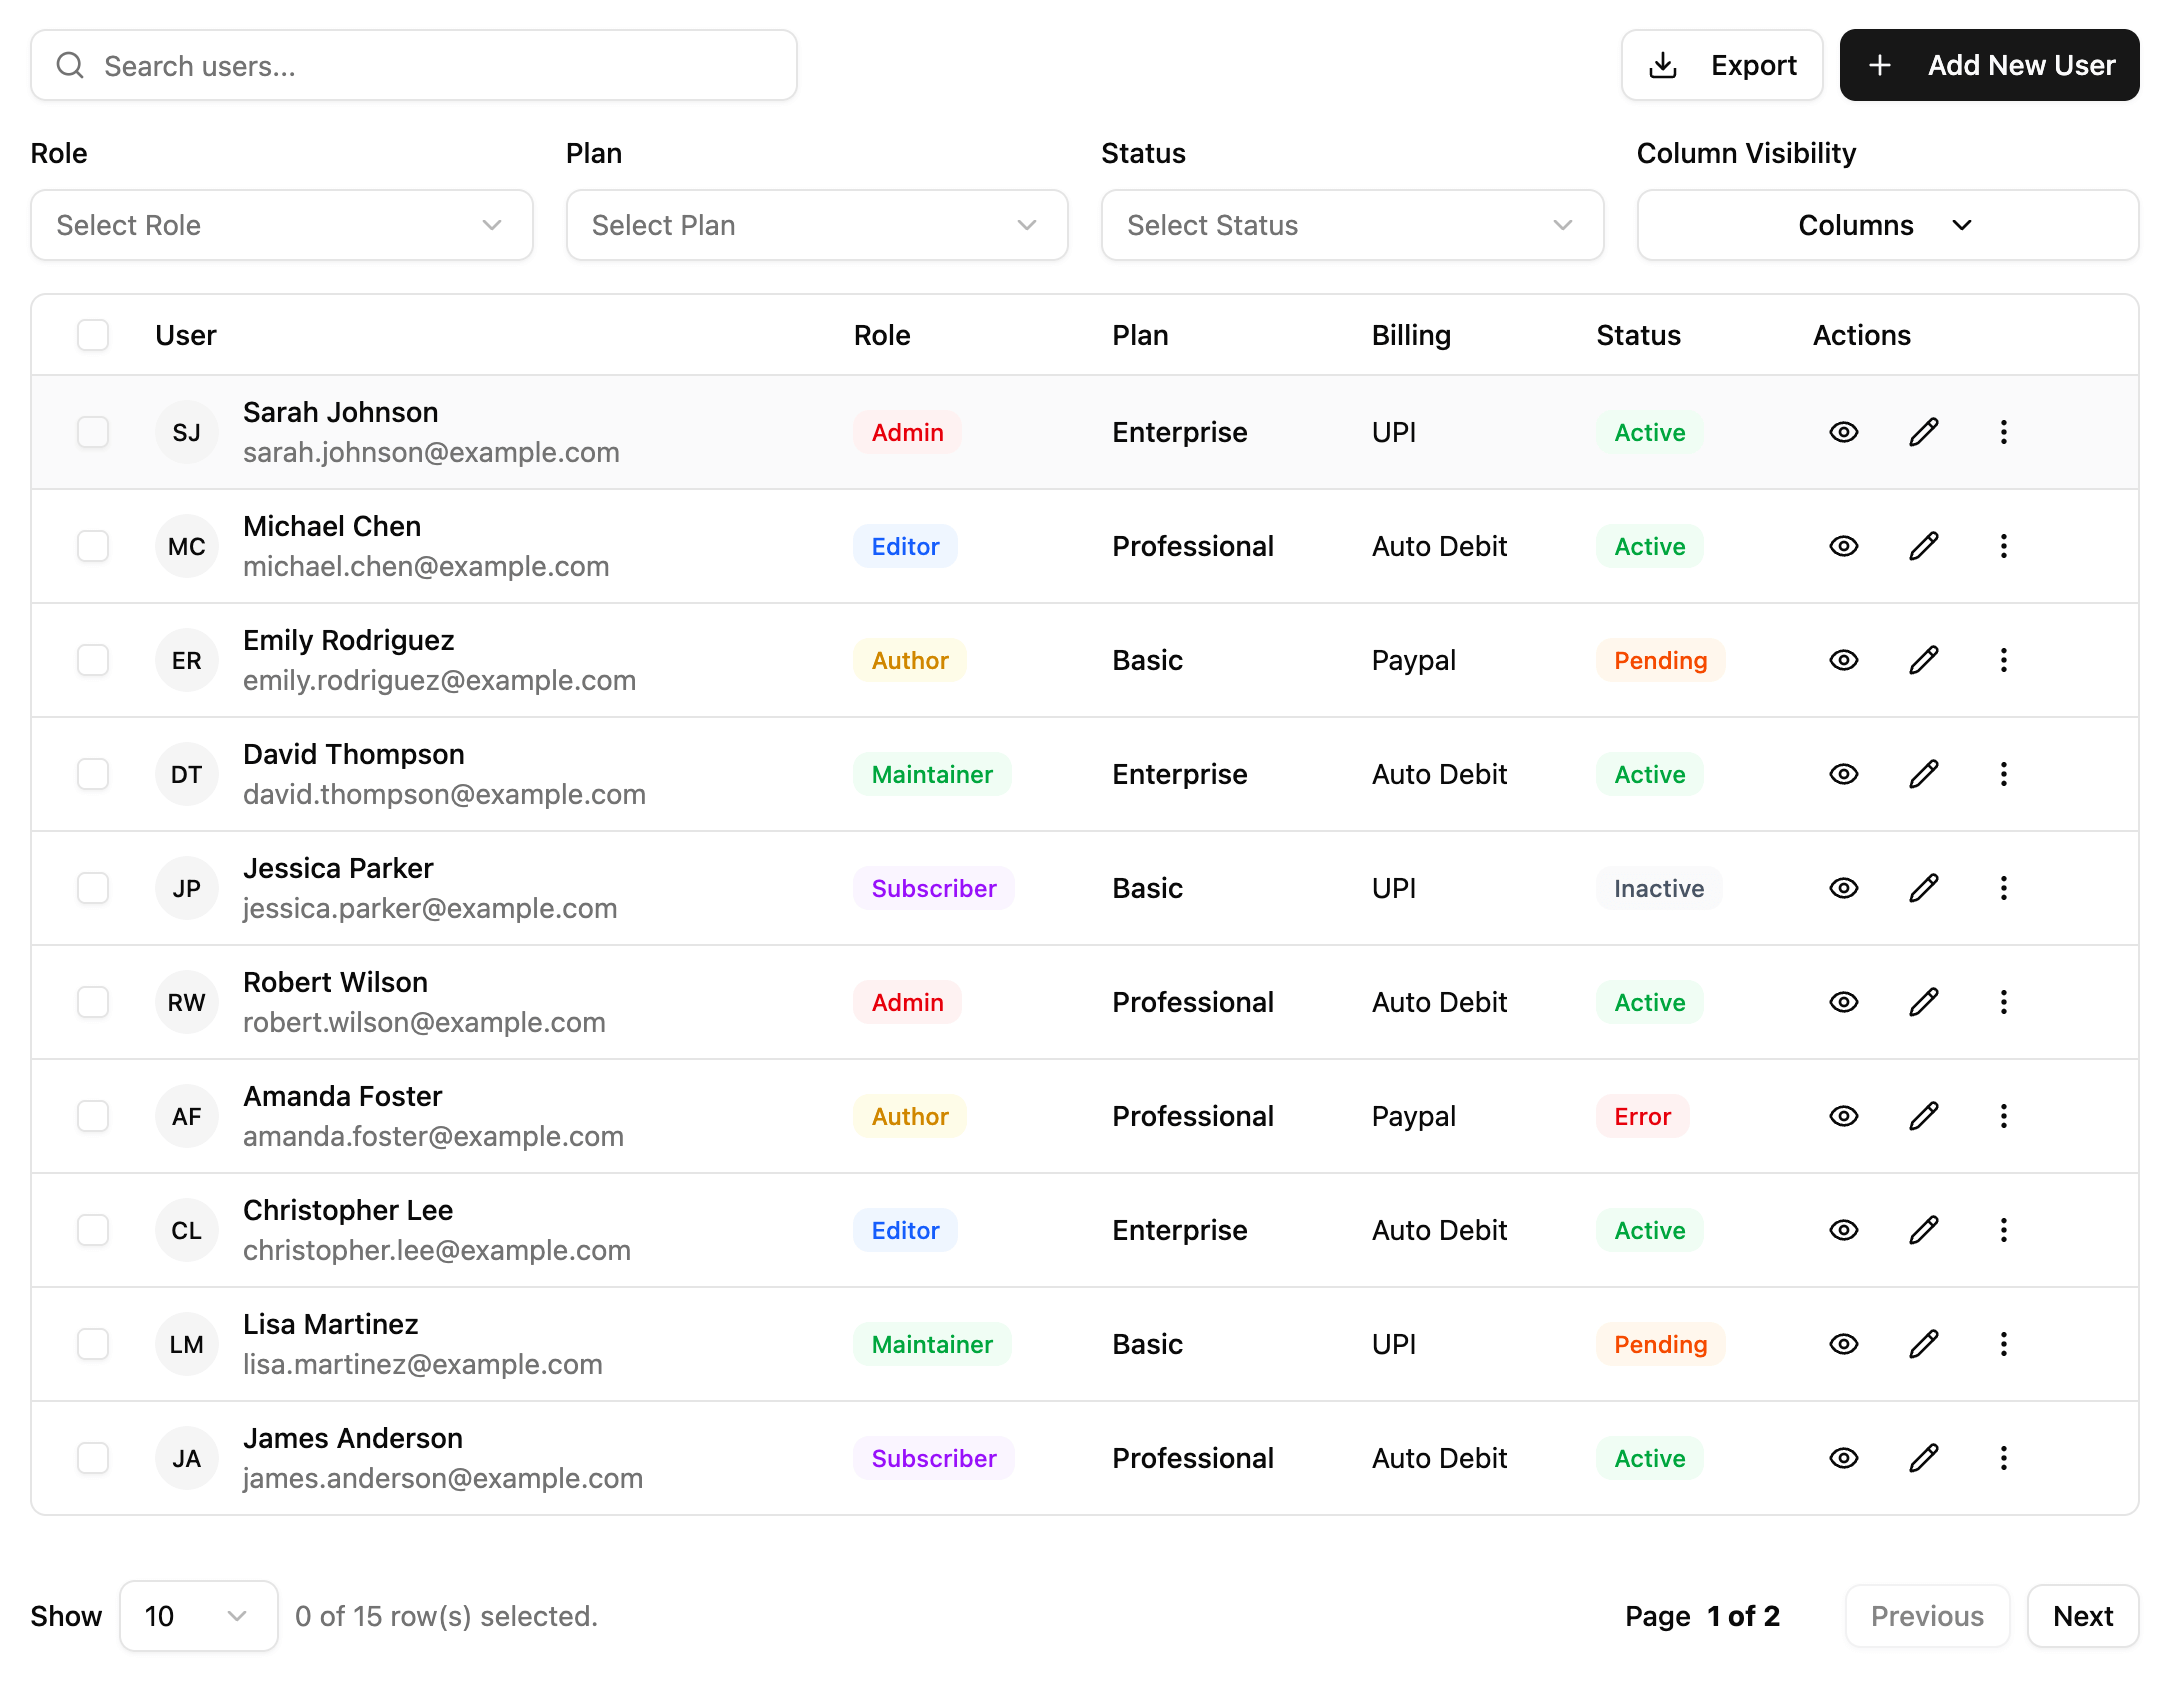 Search users...
Export
Add New User
Role
Plan
Status
Column Visibility
Select Role
Select Plan
Select Status
Columns
User Role Plan Billing Status Actions
SJ
Sarah Johnson
sarah.johnson@example.com
Admin Enterprise UPI Active
MC
Michael Chen
michael.chen@example.com
Editor Professional Auto Debit Active
ER
Emily Rodriguez
emily.rodriguez@example.com
Author Basic Paypal Pending
DT
David Thompson
david.thompson@example.com
Maintainer Enterprise Auto Debit Active
JP
Jessica Parker
jessica.parker@example.com
Subscriber Basic UPI Inactive
RW
Robert Wilson
robert.wilson@example.com
Admin Professional Auto Debit Active
AF
Amanda Foster
amanda.foster@example.com
Author Professional Paypal Error
CL
Christopher Lee
christopher.lee@example.com
Editor Enterprise Auto Debit Active
LM
Lisa Martinez
lisa.martinez@example.com
Maintainer Basic UPI Pending
JA
James Anderson
james.anderson@example.com
Subscriber Professional Auto Debit Active
Show 10 0 of 15 row(s) selected.
Page 1 of 2
Previous
Next